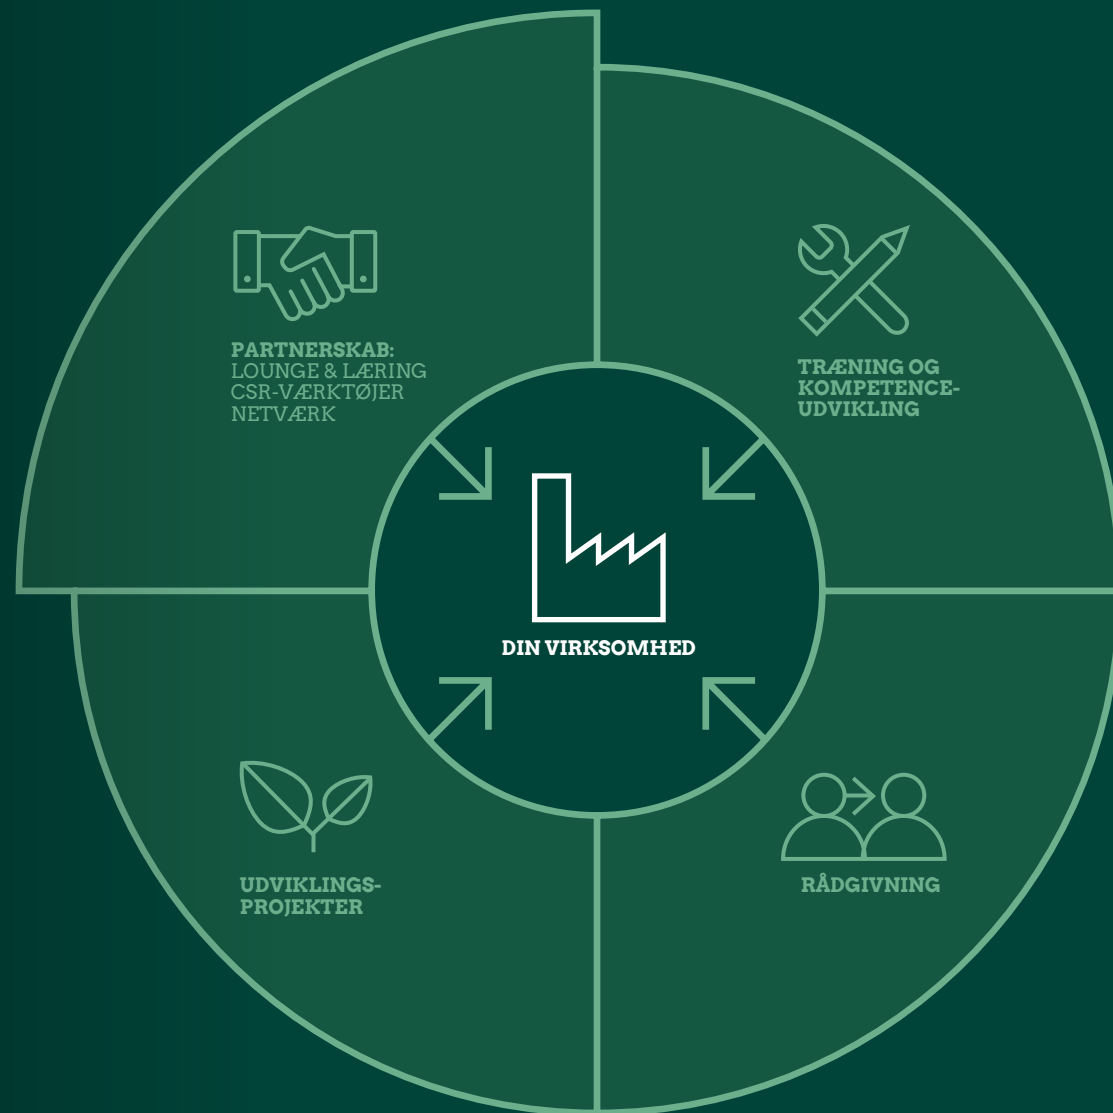 PARTNERSKAB:
LOUNGE & LÆRING
CSR-VÆRKTØJER
NETVÆRK
TRÆNING OG
KOMPETENCE-
UDVIKLING
DIN VIRKSOMHED
UDVIKLINGS-
PROJEKTER
RÅDGIVNING